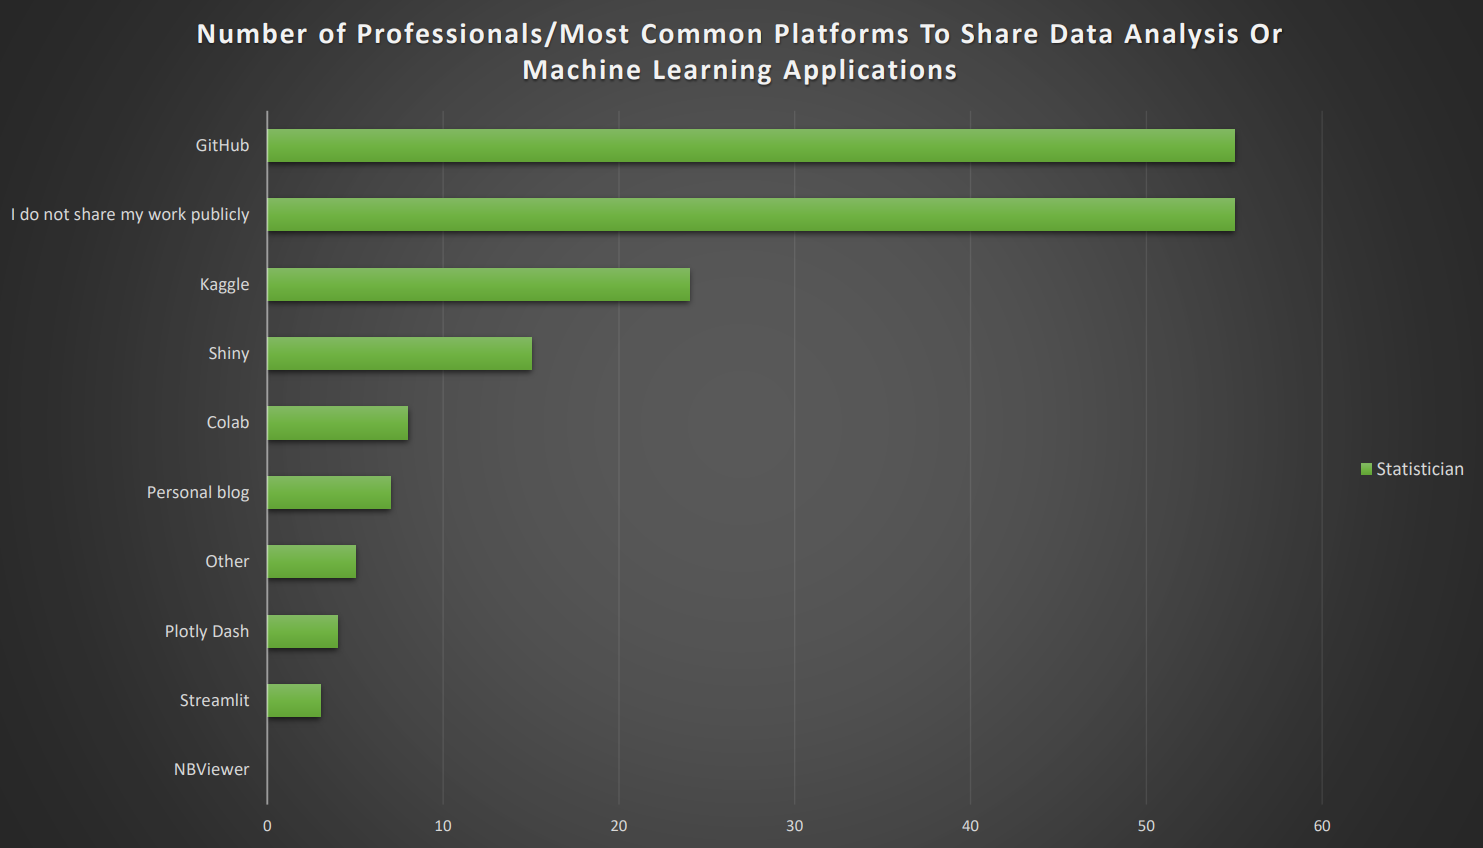 Number of Professionals/Most Common Platforms To Share Data Analysis Or
Machine Learning Applications
GitHub
I do not share my work publicly
Kaggle
Shiny
Colab
Personal blog
Other
Plotly Dash
Streamlit
NBViewer
0 10 20 30 40 50 60
Statistician